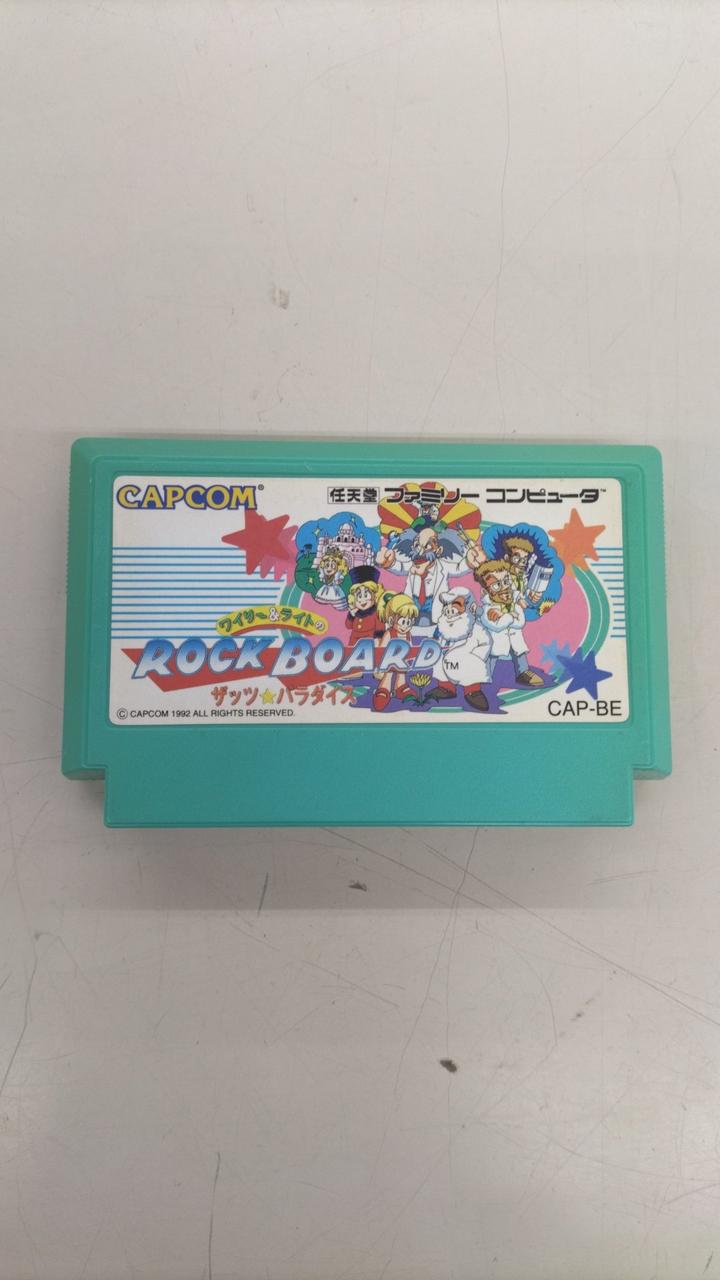 CAPCOM®
任天堂 ファミリー コンピュータ™
ワイリー&ライトの
ROCK BOARD™
ザッツ☆パラダイス
© CAPCOM 1992 ALL RIGHTS RESERVED.
CAP-BE